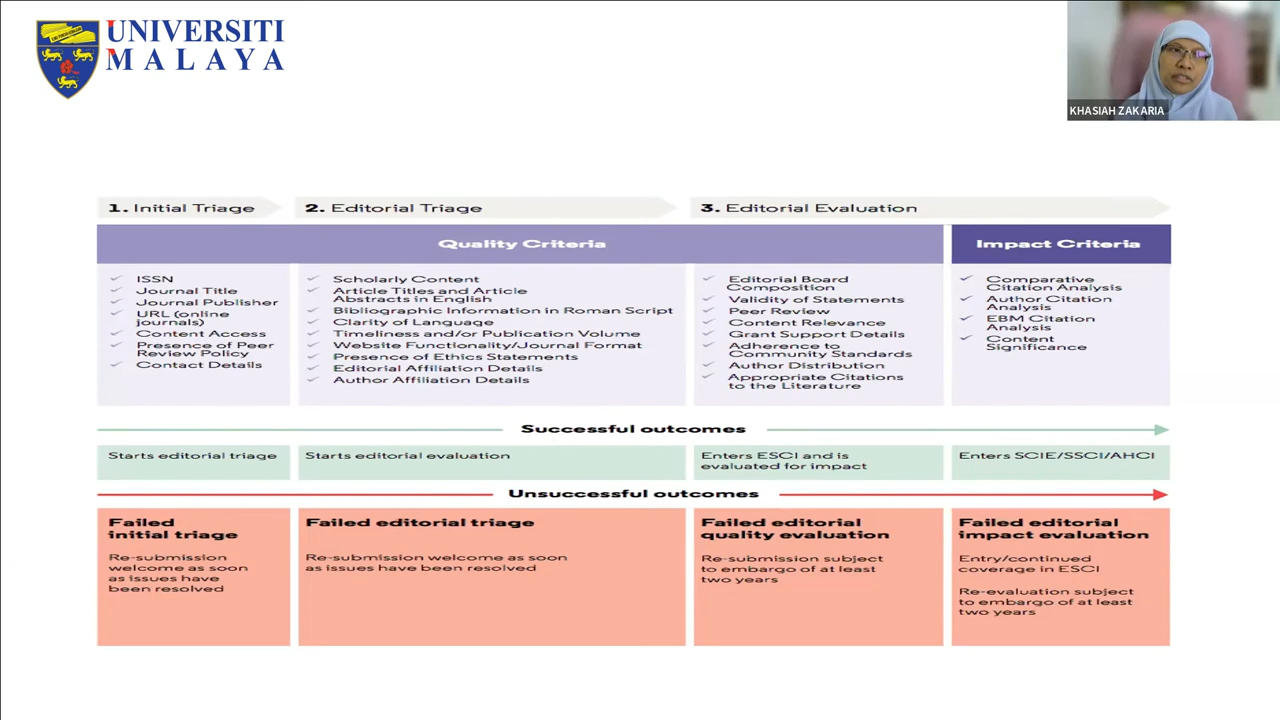 UNIVERSITI
MALAYA
KHASIAH ZAKARIA
1. Initial Triage
2. Editorial Triage
3. Editorial Evaluation
Quality Criteria
Impact Criteria
ISSN
Journal Title
Journal Publisher
URL (online
journals)
Content Access
Presence of Peer
Review Policy
Contact Details
Scholarly Content
Article Titles and Article
Abstracts in English
Bibliographic Information in Roman Script
Clarity of Language
Timeliness and/or Publication Volume
Website Functionality/Journal Format
Presence of Ethics Statements
Editorial Affiliation Details
Author Affiliation Details
Editorial Board
Composition
Validity of Statements
Peer Review
Content Relevance
Grant Support Details
Adherence to
Community Standards
Author Distribution
Appropriate Citations
to the Literature
Comparative
Citation Analysis
Author Citation
Analysis
EBM Citation
Analysis
Content
Significance
Successful outcomes
Starts editorial triage
Starts editorial evaluation
Enters ESCI and is
evaluated for impact
Enters SCIE/SSCI/AHCI
Unsuccessful outcomes
Failed
initial triage
Re-submission
welcome as soon
as issues have
been resolved
Failed editorial triage
Re-submission welcome as soon
as issues have been resolved
Failed editorial
quality evaluation
Re-submission subject
to embargo of at least
two years
Failed editorial
impact evaluation
Entry/continued
coverage in ESCI
Re-evaluation subject
to embargo of at least
two years